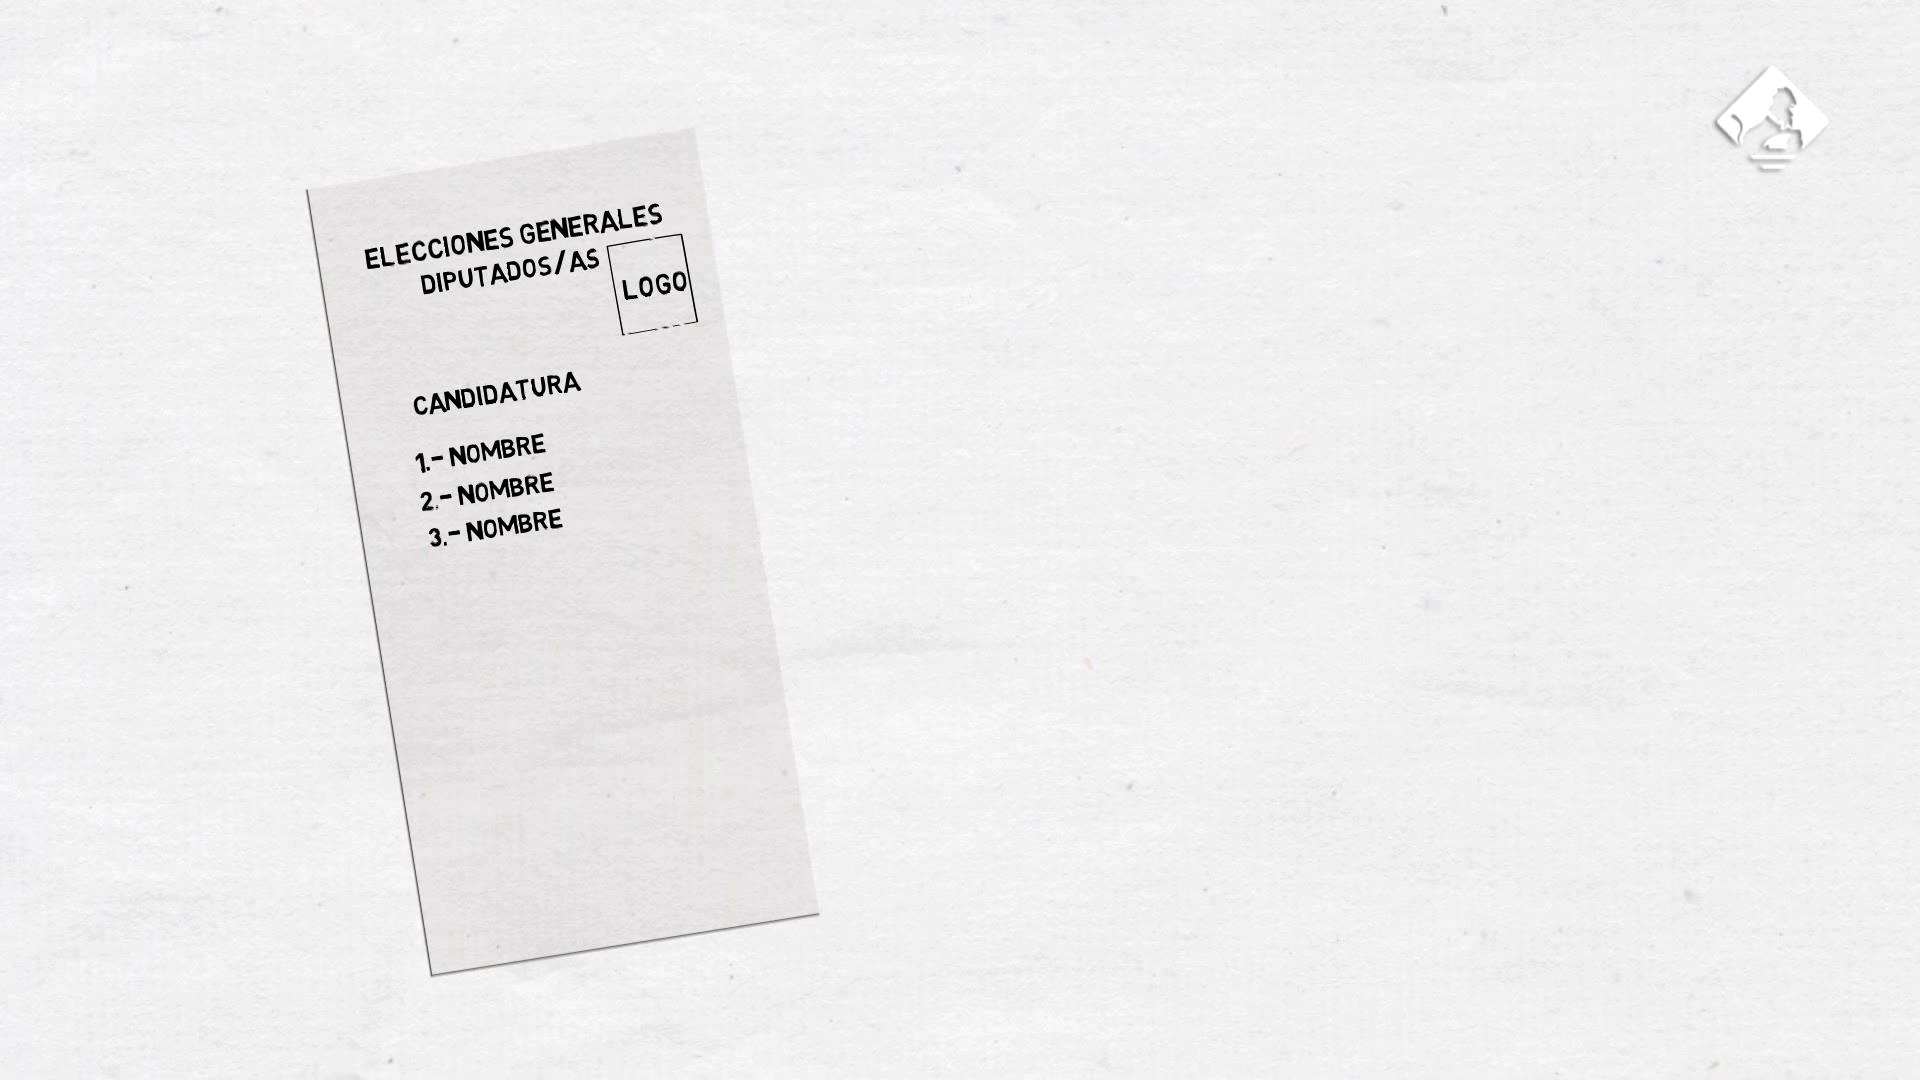 ELECCIONES GENERALES
DIPUTADOS/AS
LOGO
CANDIDATURA
1.- NOMBRE
2.- NOMBRE
3.- NOMBRE